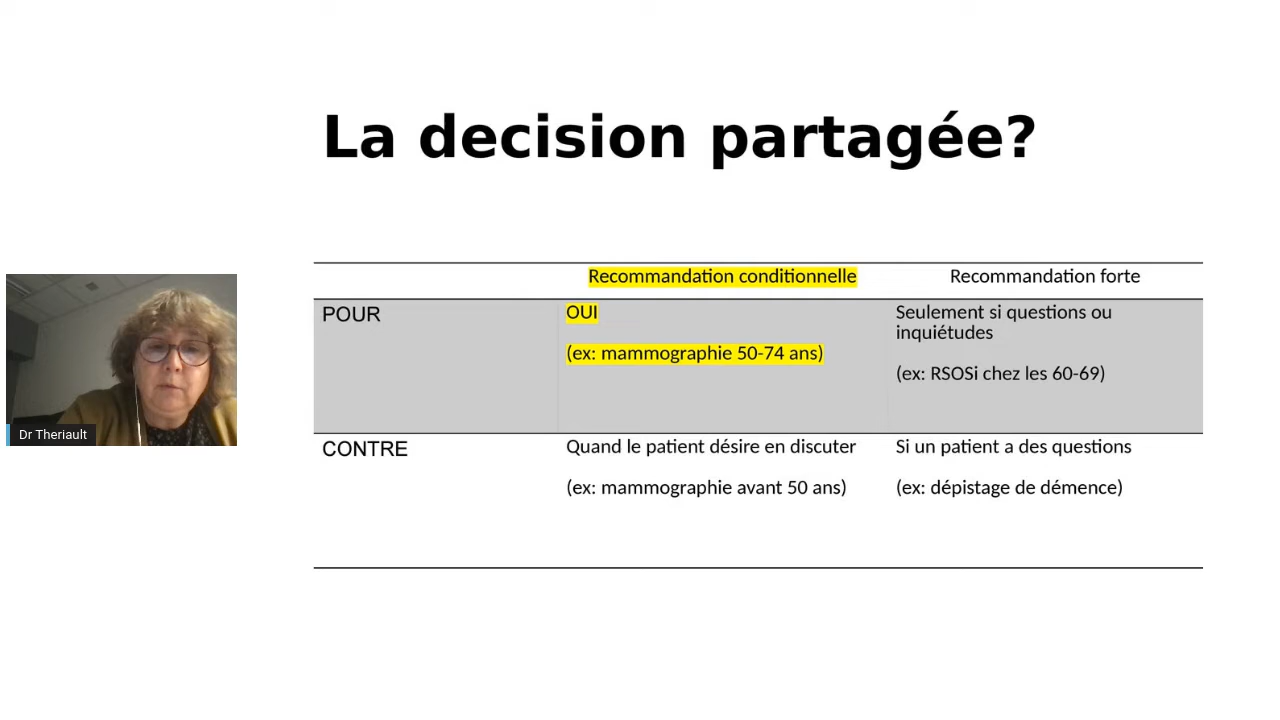 La decision partagée?
Recommandation conditionnelle
Recommandation forte
POUR
OUI
(ex: mammographie 50-74 ans)
Seulement si questions ou
inquiétudes
(ex: RSOSi chez les 60-69)
CONTRE
Quand le patient désire en discuter
(ex: mammographie avant 50 ans)
Si un patient a des questions
(ex: dépistage de démence)
Dr Theriault